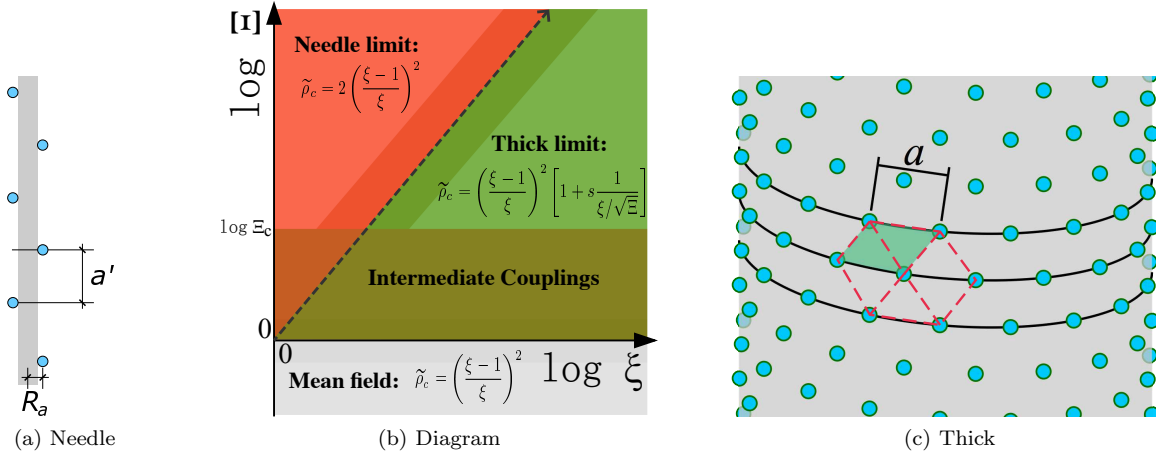 a'
R_a
(a) Needle
log [Ξ]
Needle limit:
ρ̃_c = 2 ((ξ − 1)/ξ)^2
Thick limit:
ρ̃_c = ((ξ − 1)/ξ)^2 [1 + s 1/(ξ/√Ξ)]
log Ξ_c
Intermediate Couplings
0
0
Mean field: ρ̃_c = ((ξ − 1)/ξ)^2
log ξ
(b) Diagram
a
(c) Thick